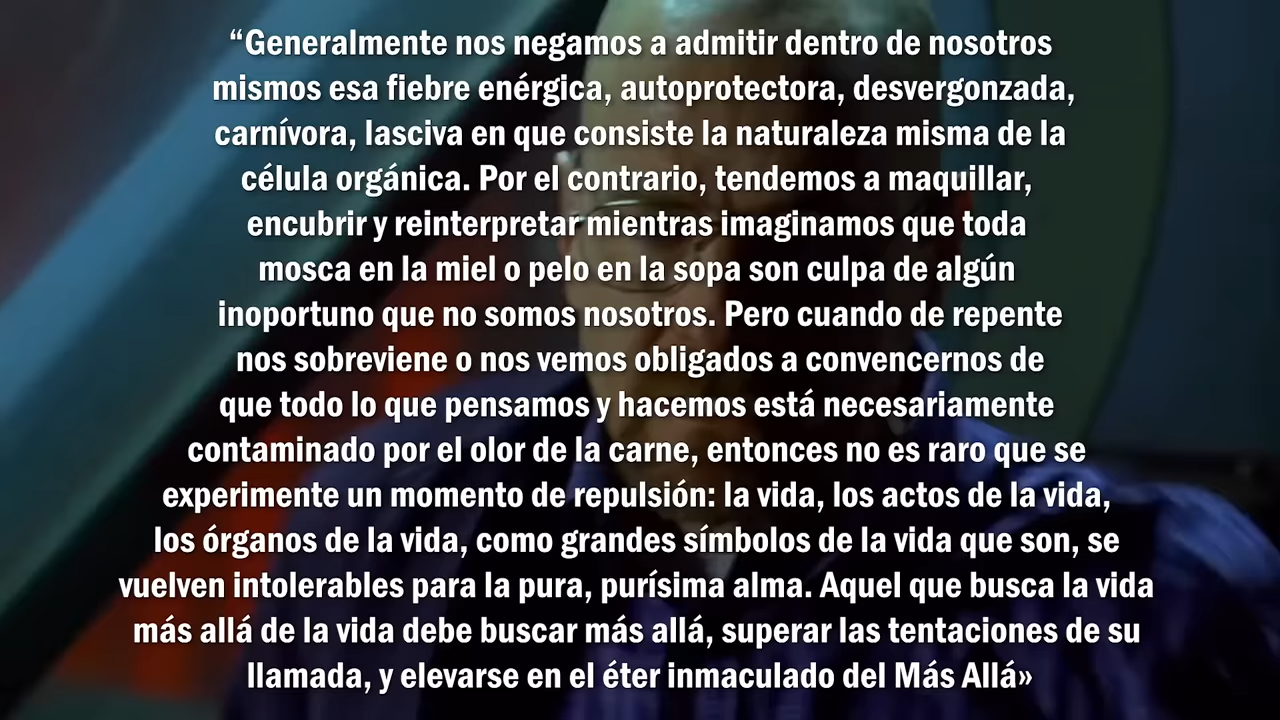 “Generalmente nos negamos a admitir dentro de nosotros
mismos esa fiebre enérgica, autoprotectora, desvergonzada,
carnívora, lasciva en que consiste la naturaleza misma de la
célula orgánica. Por el contrario, tendemos a maquillar,
encubrir y reinterpretar mientras imaginamos que toda
mosca en la miel o pelo en la sopa son culpa de algún
inoportuno que no somos nosotros. Pero cuando de repente
nos sobreviene o nos vemos obligados a convencernos de
que todo lo que pensamos y hacemos está necesariamente
contaminado por el olor de la carne, entonces no es raro que se
experimente un momento de repulsión: la vida, los actos de la vida,
los órganos de la vida, como grandes símbolos de la vida que son, se
vuelven intolerables para la pura, purísima alma. Aquel que busca la vida
más allá de la vida debe buscar más allá, superar las tentaciones de su
llamada, y elevarse en el éter inmaculado del Más Allá»